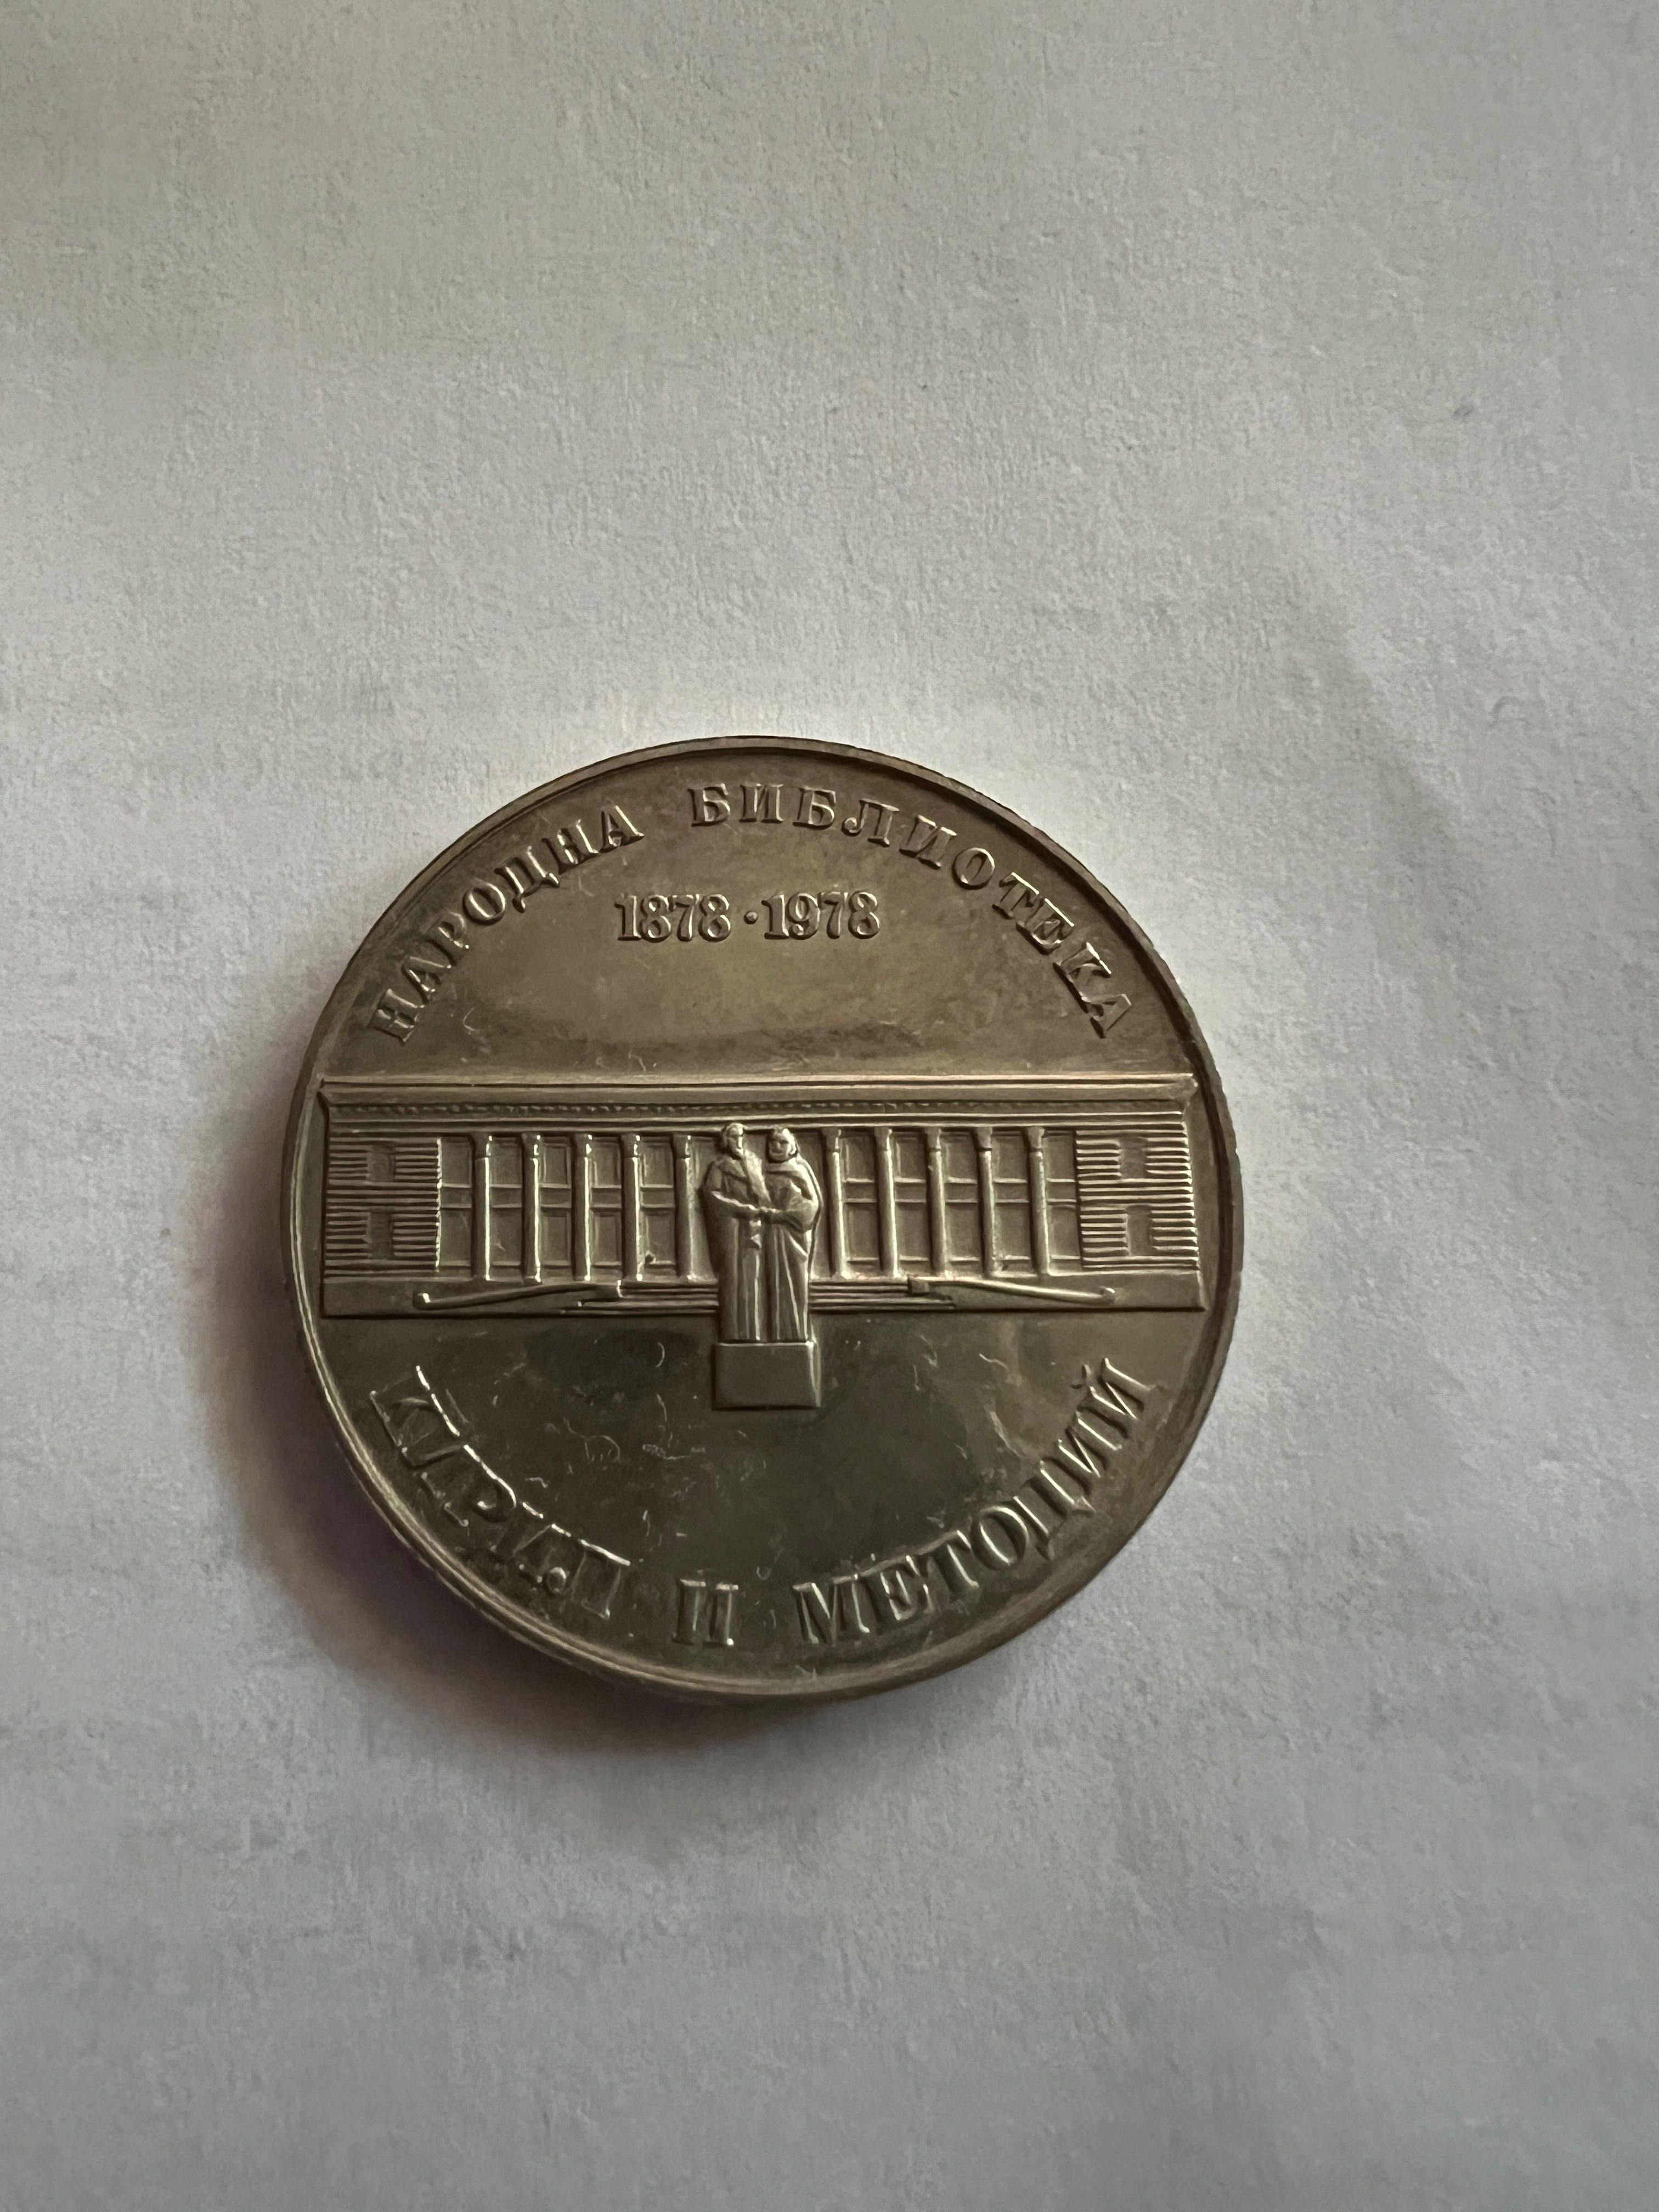 НАРОДНА БИБЛИОТЕКА
1878·1978
КИРИЛ И МЕТОДИЙ